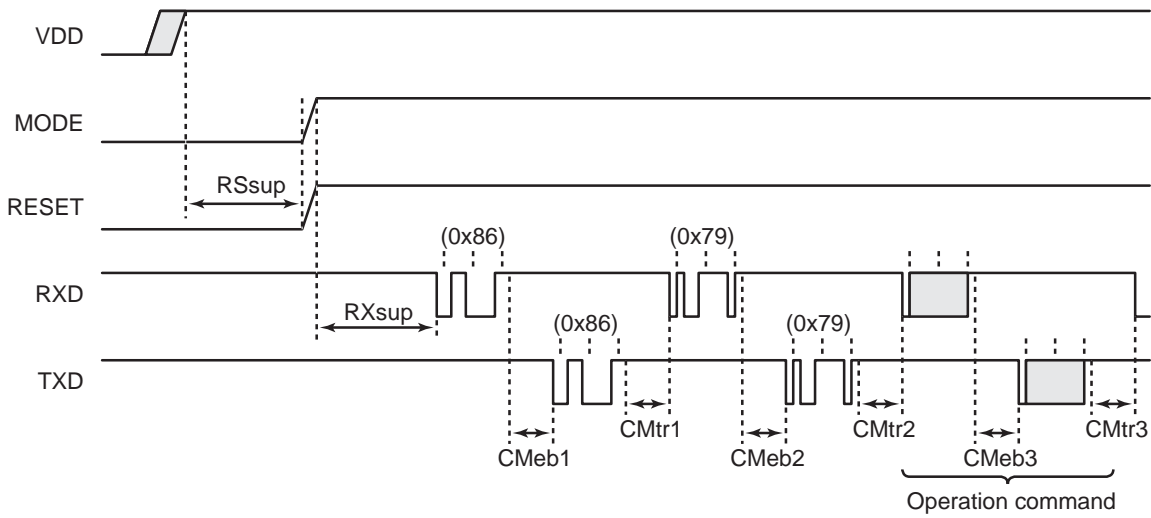 VDD
MODE
RSsup
RESET
(0x86)
(0x79)
RXD
RXsup
(0x86)
(0x79)
TXD
CMtr1
CMtr2
CMtr3
CMeb1
CMeb2
CMeb3
Operation command